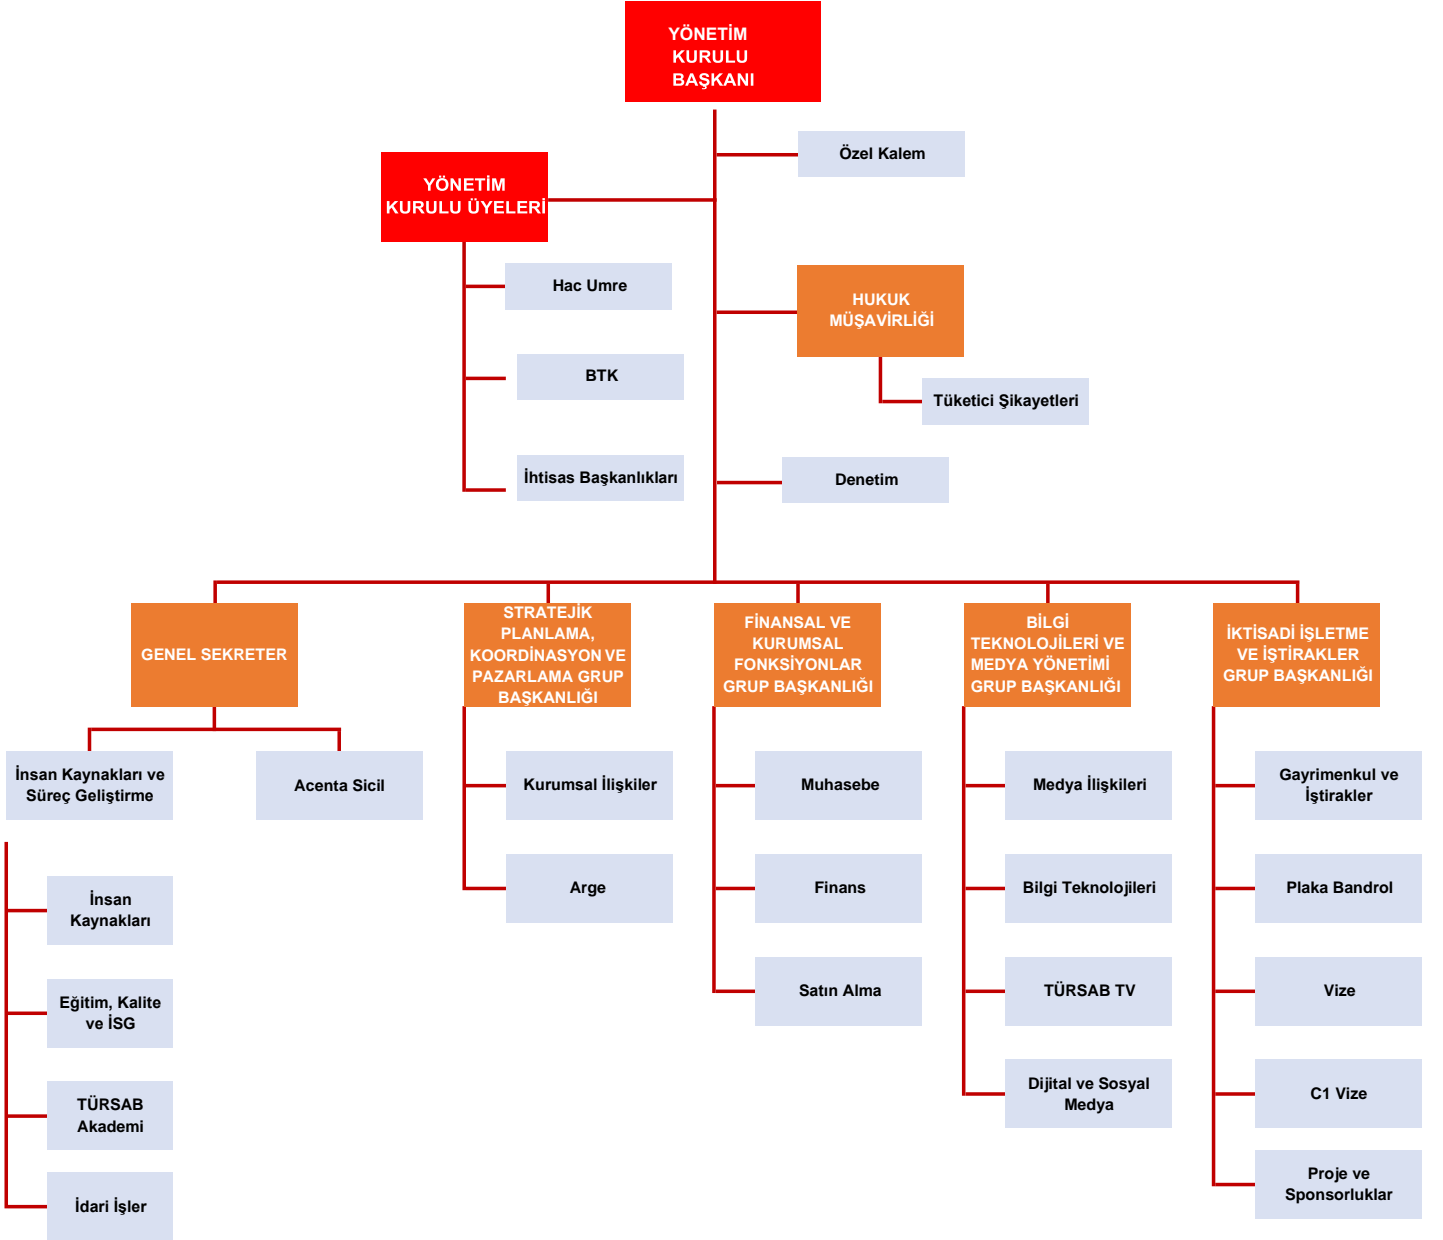 YÖNETİM
KURULU
BAŞKANI
Özel Kalem
YÖNETİM
KURULU ÜYELERİ
Hac Umre
HUKUK
MÜŞAVİRLİĞİ
BTK
Tüketici Şikayetleri
İhtisas Başkanlıkları
Denetim
GENEL SEKRETER
STRATEJİK
PLANLAMA,
KOORDİNASYON VE
PAZARLAMA GRUP
BAŞKANLIĞI
FİNANSAL VE
KURUMSAL
FONKSİYONLAR
GRUP BAŞKANLIĞI
BİLGİ
TEKNOLOJİLERİ VE
MEDYA YÖNETİMİ
GRUP BAŞKANLIĞI
İKTİSADİ İŞLETME
VE İŞTİRAKLER
GRUP BAŞKANLIĞI
İnsan Kaynakları ve
Süreç Geliştirme
Acenta Sicil
Kurumsal İlişkiler
Muhasebe
Medya İlişkileri
Gayrimenkul ve
İştirakler
İnsan
Kaynakları
Arge
Finans
Bilgi Teknolojileri
Plaka Bandrol
Eğitim, Kalite
ve İSG
Satın Alma
TÜRSAB TV
Vize
TÜRSAB
Akademi
Dijital ve Sosyal
Medya
C1 Vize
İdari İşler
Proje ve
Sponsorluklar